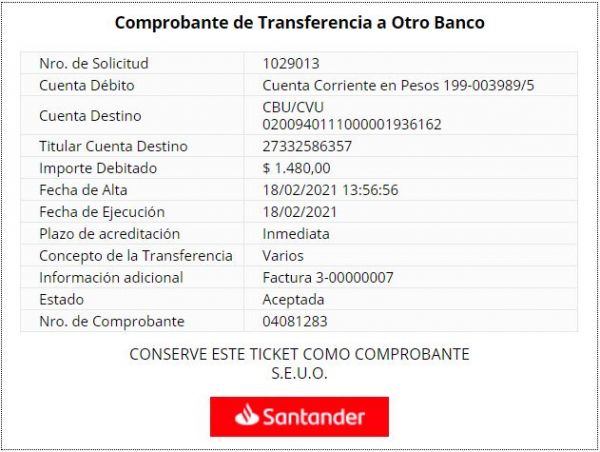 Comprobante de Transferencia a Otro Banco
Nro. de Solicitud 1029013
Cuenta Débito Cuenta Corriente en Pesos 199-003989/5
Cuenta Destino CBU/CVU
0200940111000001936162
Titular Cuenta Destino 27332586357
Importe Debitado $ 1.480,00
Fecha de Alta 18/02/2021 13:56:56
Fecha de Ejecución 18/02/2021
Plazo de acreditación Inmediata
Concepto de la Transferencia Varios
Información adicional Factura 3-00000007
Estado Aceptada
Nro. de Comprobante 04081283
CONSERVE ESTE TICKET COMO COMPROBANTE
S.E.U.O.
Santander